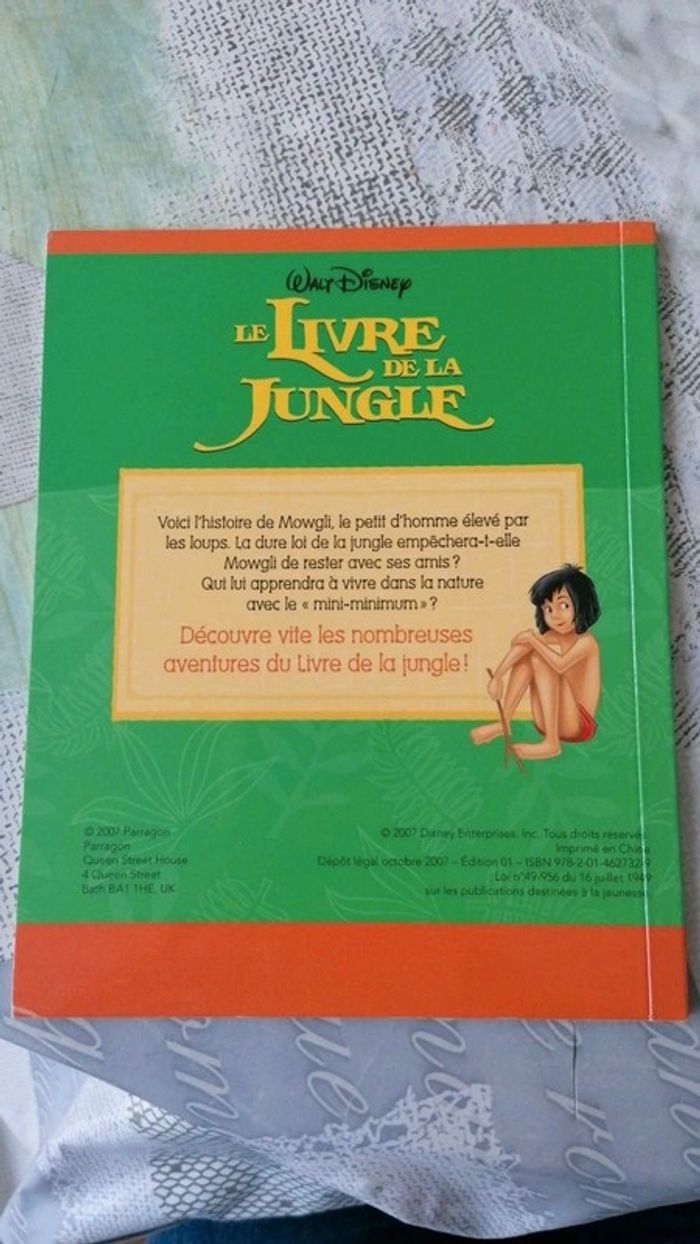 WALT DISNEY
LE LIVRE
DE LA
JUNGLE
Voici l'histoire de Mowgli, le petit d'homme élevé par
les loups. La dure loi de la jungle empêchera-t-elle
Mowgli de rester avec ses amis ?
Qui lui apprendra à vivre dans la nature
avec le « mini-minimum » ?
Découvre vite les nombreuses
aventures du Livre de la jungle !
© 2007 Parragon
Parragon
Queen Street House
4 Queen Street
Bath BA1 1HE, UK
© 2007 Disney Enterprises, Inc. Tous droits réservés.
Imprimé en Chine
Dépôt légal octobre 2007 – Édition 01 – ISBN
Loi n°49-956 du 16 juillet 1949
sur les publications destinées à la jeunesse.